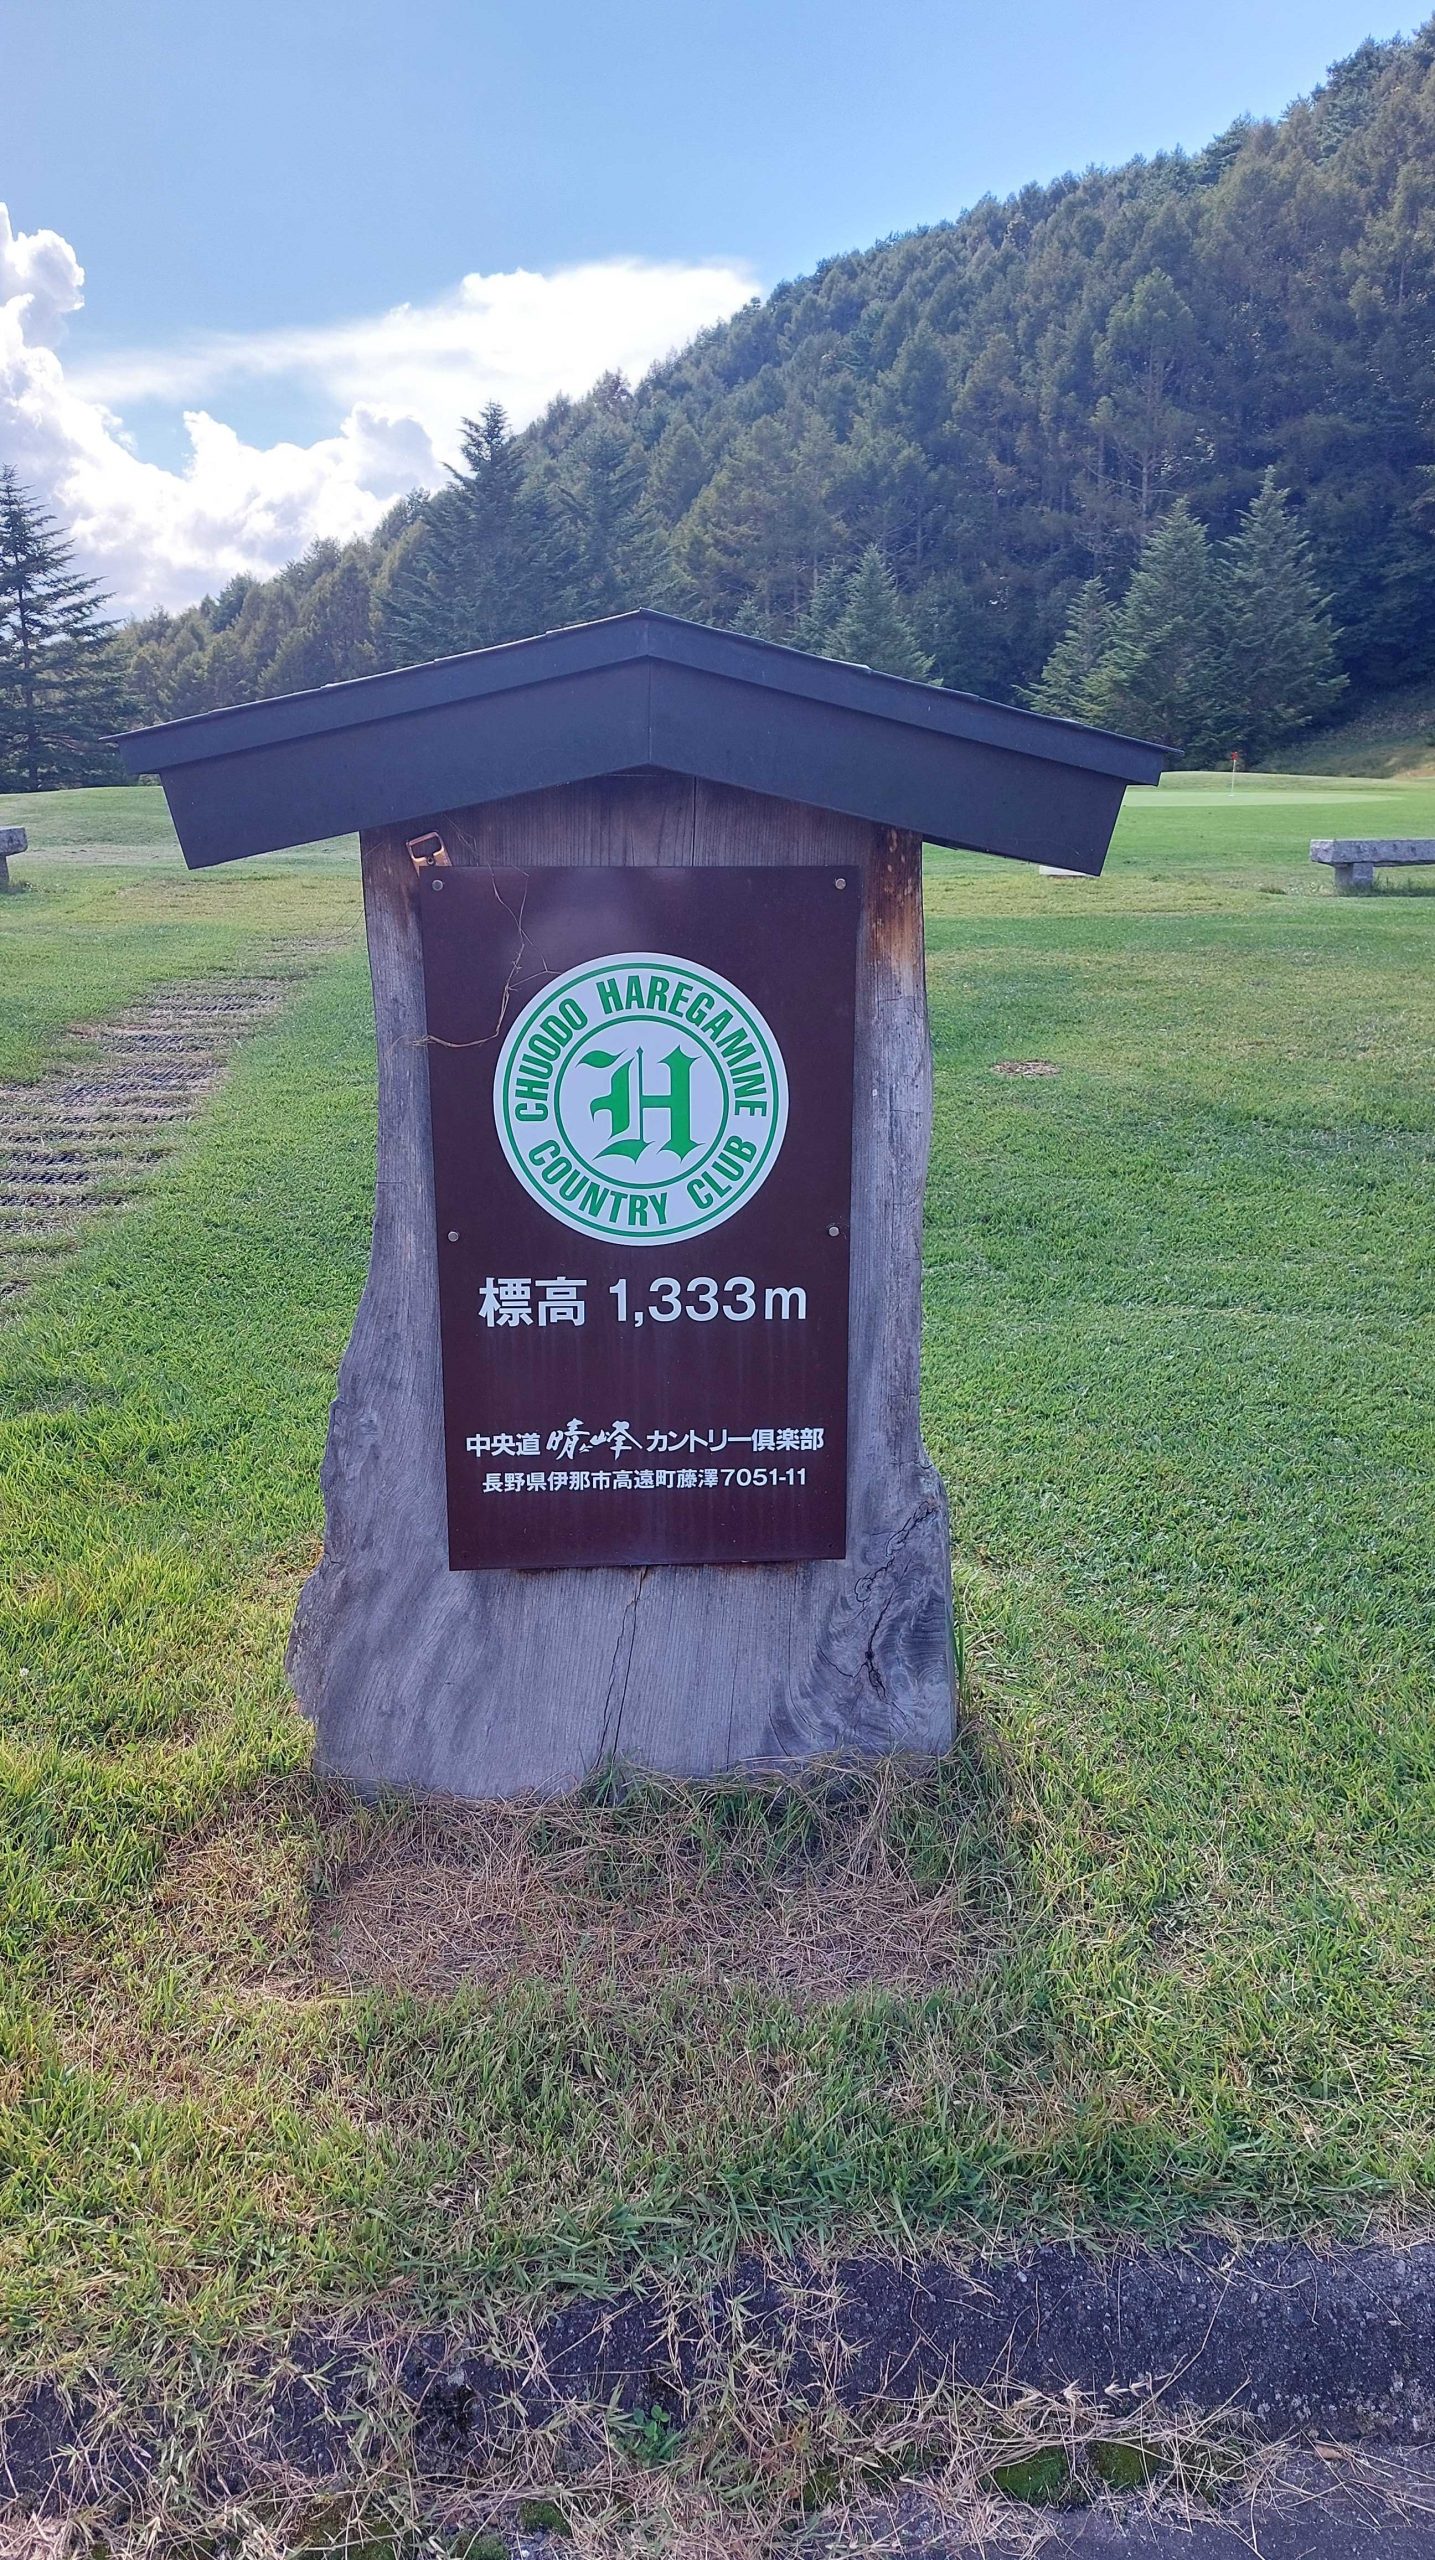 CHUODO HAREGAMINE
H
COUNTRY CLUB
標高 1,333m
中央道晴ヶ峰カントリー倶楽部
長野県伊那市高遠町藤澤7051-11